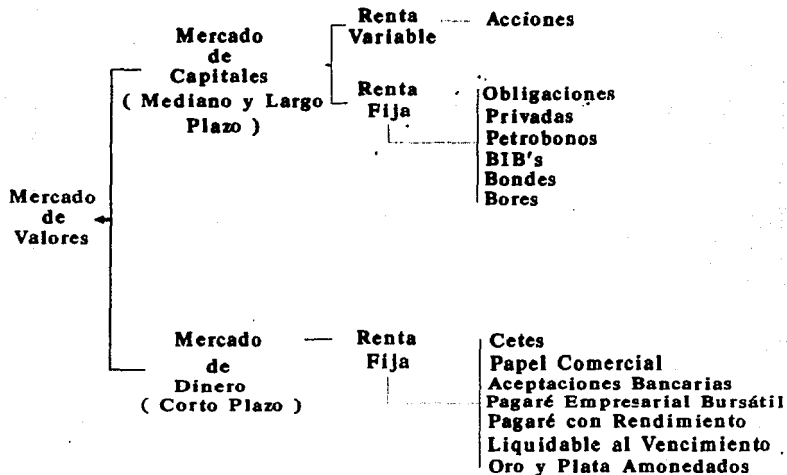 Mercado
de
Valores
Mercado
de
Capitales
( Mediano y Largo
Plazo )
Renta
Variable
Acciones
Renta
Fija
Obligaciones
Privadas
Petrobonos
BIB's
Bondes
Bores
Mercado
de
Dinero
( Corto Plazo )
Renta
Fija
Cetes
Papel Comercial
Aceptaciones Bancarias
Pagaré Empresarial Bursátil
Pagaré con Rendimiento
Liquidable al Vencimiento
Oro y Plata Amonedados